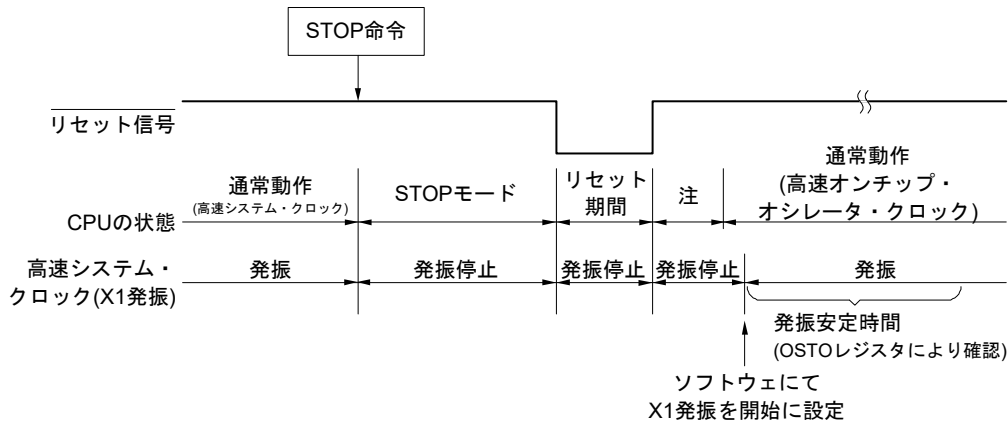 STOP命令
リセット信号
通常動作
(高速システム・クロック)
STOPモード
リセット
期間
注
通常動作
(高速オンチップ・
オシレータ・クロック)
CPUの状態
高速システム・
クロック(X1発振)
発振
発振停止
発振停止
発振停止
発振
発振安定時間
(OSTOレジスタにより確認)
ソフトウェにて
X1発振を開始に設定